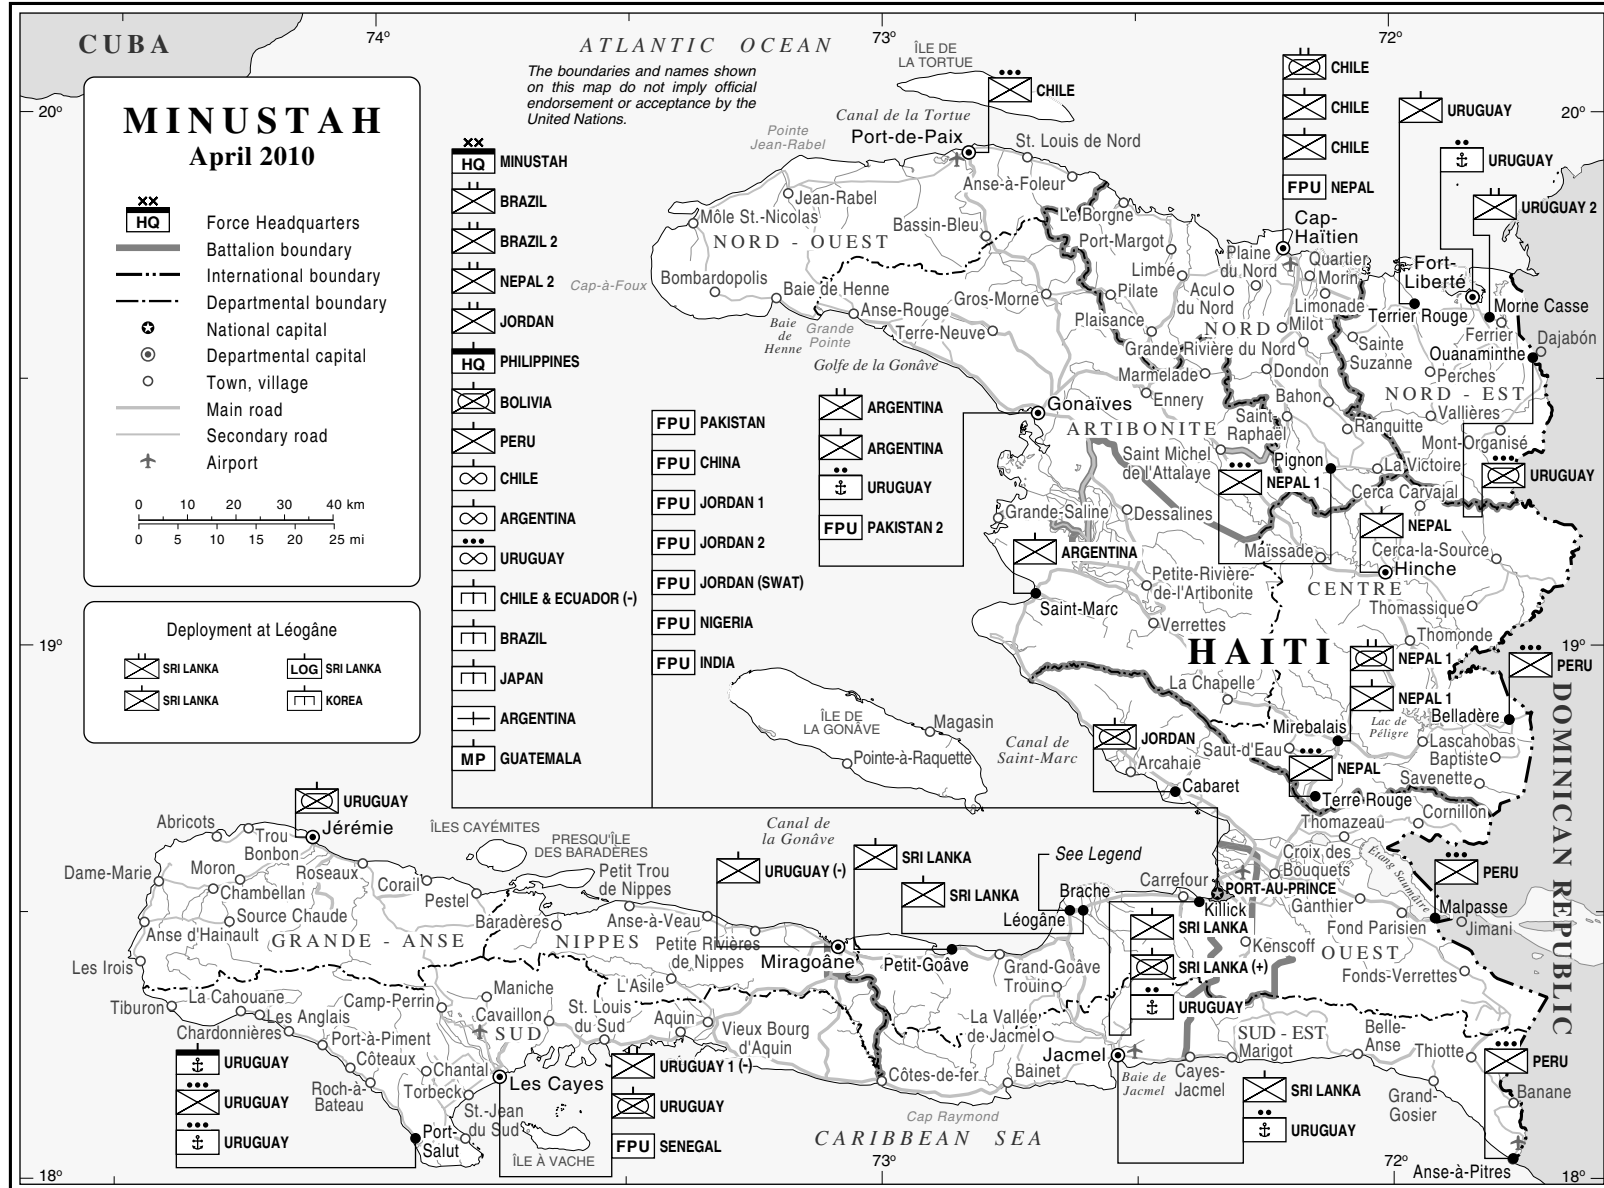 CUBA
74°
ATLANTIC OCEAN
73°
72°
20°
20°
19°
19°
18°
18°
73°
72°
The boundaries and names shown
on this map do not imply official
endorsement or acceptance by the
United Nations.
MINUSTAH
April 2010
HQ
Force Headquarters
Battalion boundary
International boundary
Departmental boundary
National capital
Departmental capital
Town, village
Main road
Secondary road
Airport
0 10 20 30 40 km
0 5 10 15 20 25 mi
Deployment at Léogâne
SRI LANKA
LOG SRI LANKA
SRI LANKA
KOREA
HQ MINUSTAH
BRAZIL
BRAZIL 2
NEPAL 2
JORDAN
HQ PHILIPPINES
BOLIVIA
PERU
CHILE
ARGENTINA
URUGUAY
CHILE & ECUADOR (-)
BRAZIL
JAPAN
ARGENTINA
MP GUATEMALA
FPU PAKISTAN
FPU CHINA
FPU JORDAN 1
FPU JORDAN 2
FPU JORDAN (SWAT)
FPU NIGERIA
FPU INDIA
ARGENTINA
ARGENTINA
URUGUAY
FPU PAKISTAN 2
ÎLE DE
LA TORTUE
CHILE
Canal de la Tortue
Port-de-Paix
Pointe
Jean-Rabel
St. Louis de Nord
Anse-à-Foleur
Jean-Rabel
Môle St.-Nicolas
NORD - OUEST
Bassin-Bleu
Bombardopolis
Cap-à-Foux
Baie de Henne
Baie
de
Henne
Grande
Pointe
Anse-Rouge
Terre-Neuve
Gros-Morne
Golfe de la Gonâve
CHILE
CHILE
CHILE
FPU NEPAL
Cap-
Haïtien
URUGUAY
URUGUAY
URUGUAY 2
Le Borgne
Port-Margot
Limbé
Pilate
Plaisance
Plaine
du Nord
Acul
du Nord
Quartier
Morin
Limonade
NORD
Milot
Grande Rivière du Nord
Fort-
Liberté
Terrier Rouge
Morne Casse
Ferrier
Dajabón
Ouanaminthe
Sainte
Suzanne
Perches
NORD - EST
Vallières
Mont-Organisé
Marmelade
Dondon
Bahon
Ennery
Saint-
Raphaël
Ranquitte
Gonaïves
ARTIBONITE
Saint Michel
de l'Attalaye
Pignon
La Victoire
NEPAL 1
Cerca Carvajal
URUGUAY
NEPAL
Grande-Saline
Dessalines
ARGENTINA
Maïssade
Cerca-la-Source
Hinche
CENTRE
Saint-Marc
Petite-Rivière-
de-l'Artibonite
Verrettes
Thomassique
Thomonde
HAITI
NEPAL 1
NEPAL 1
PERU
DOMINICAN REPUBLIC
La Chapelle
Mirebalais
Lac de
Péligre
Belladère
Lascahobas
Baptiste
Savenette
Saut-d'Eau
NEPAL
Terre Rouge
Cornillon
JORDAN
Arcahaie
Cabaret
Canal de
Saint-Marc
ÎLE DE
LA GONÂVE
Magasin
Pointe-à-Raquette
Thomazeau
Croix des
Bouquets
Étang Saumâtre
PERU
Malpasse
Jimani
Ganthier
Fond Parisien
OUEST
Fonds-Verrettes
Kenscoff
PORT-AU-PRINCE
Carrefour
Killick
See Legend
Brache
Léogâne
SRI LANKA
SRI LANKA (+)
URUGUAY
SRI LANKA
SRI LANKA
Canal de
la Gonâve
URUGUAY (-)
URUGUAY
Jérémie
Abricots
Trou
Bonbon
Roseaux
Dame-Marie
Moron
Chambellan
Corail
Pestel
Source Chaude
Anse d'Hainault
GRANDE - ANSE
Les Irois
Tiburon
ÎLES CAYÉMITES
PRESQU'ÎLE
DES BARADÈRES
Petit Trou
de Nippes
Baradères
Anse-à-Veau
NIPPES
Petite Rivières
de Nippes
Miragoâne
Petit-Goâve
Grand-Goâve
Trouin
L'Asile
La Cahouane
Les Anglais
Chardonnières
Camp-Perrin
Maniche
Cavaillon
SUD
St. Louis
du Sud
Aquin
Vieux Bourg
d'Aquin
La Vallée
de Jacmel
Jacmel
SUD - EST
Marigot
Belle-
Anse
Thiotte
PERU
Port-à-Piment
Côteaux
Chantal
Roch-à-
Bateau
Torbeck
Les Cayes
St.-Jean
du Sud
Port-
Salut
ÎLE À VACHE
URUGUAY
URUGUAY
URUGUAY
URUGUAY 1 (-)
URUGUAY
FPU SENEGAL
Côtes-de-fer
Bainet
Baie de
Jacmel
Cayes-
Jacmel
Cap Raymond
CARIBBEAN SEA
SRI LANKA
URUGUAY
Grand-
Gosier
Banane
Anse-à-Pitres